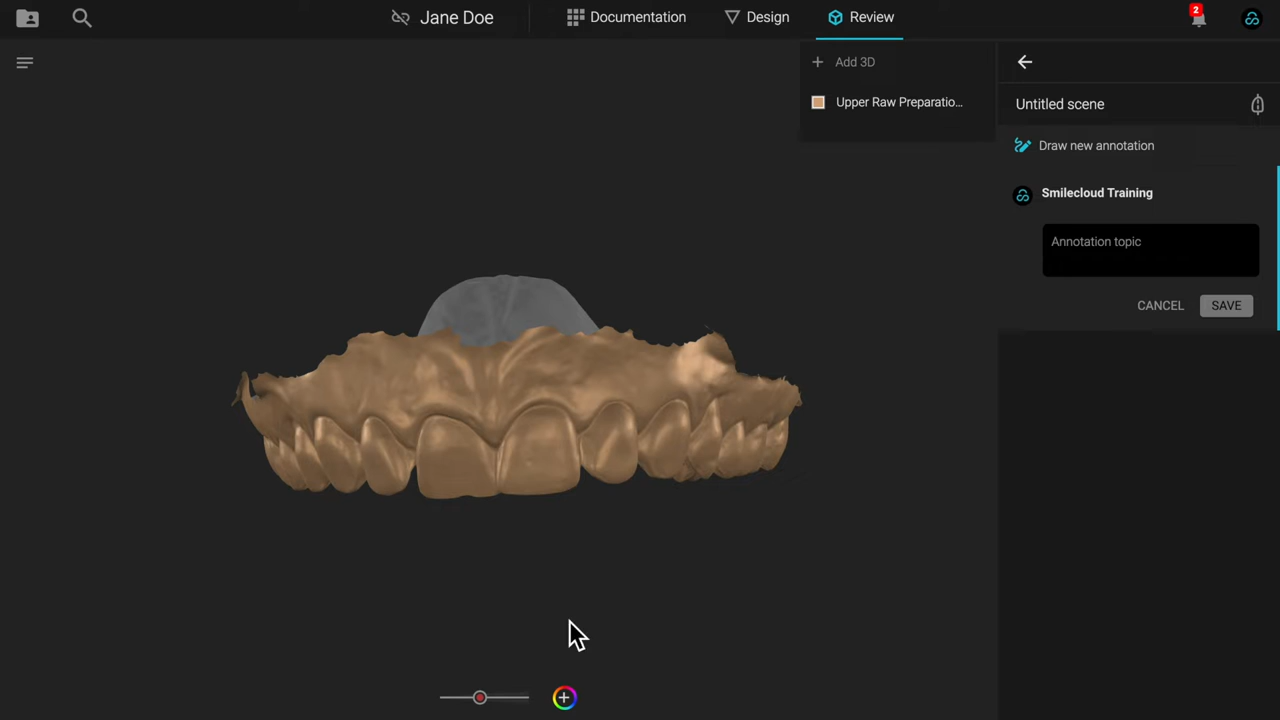 Jane Doe
Documentation
Design
Review
2
Add 3D
Upper Raw Preparatio...
Untitled scene
Draw new annotation
Smilecloud Training
Annotation topic
CANCEL
SAVE